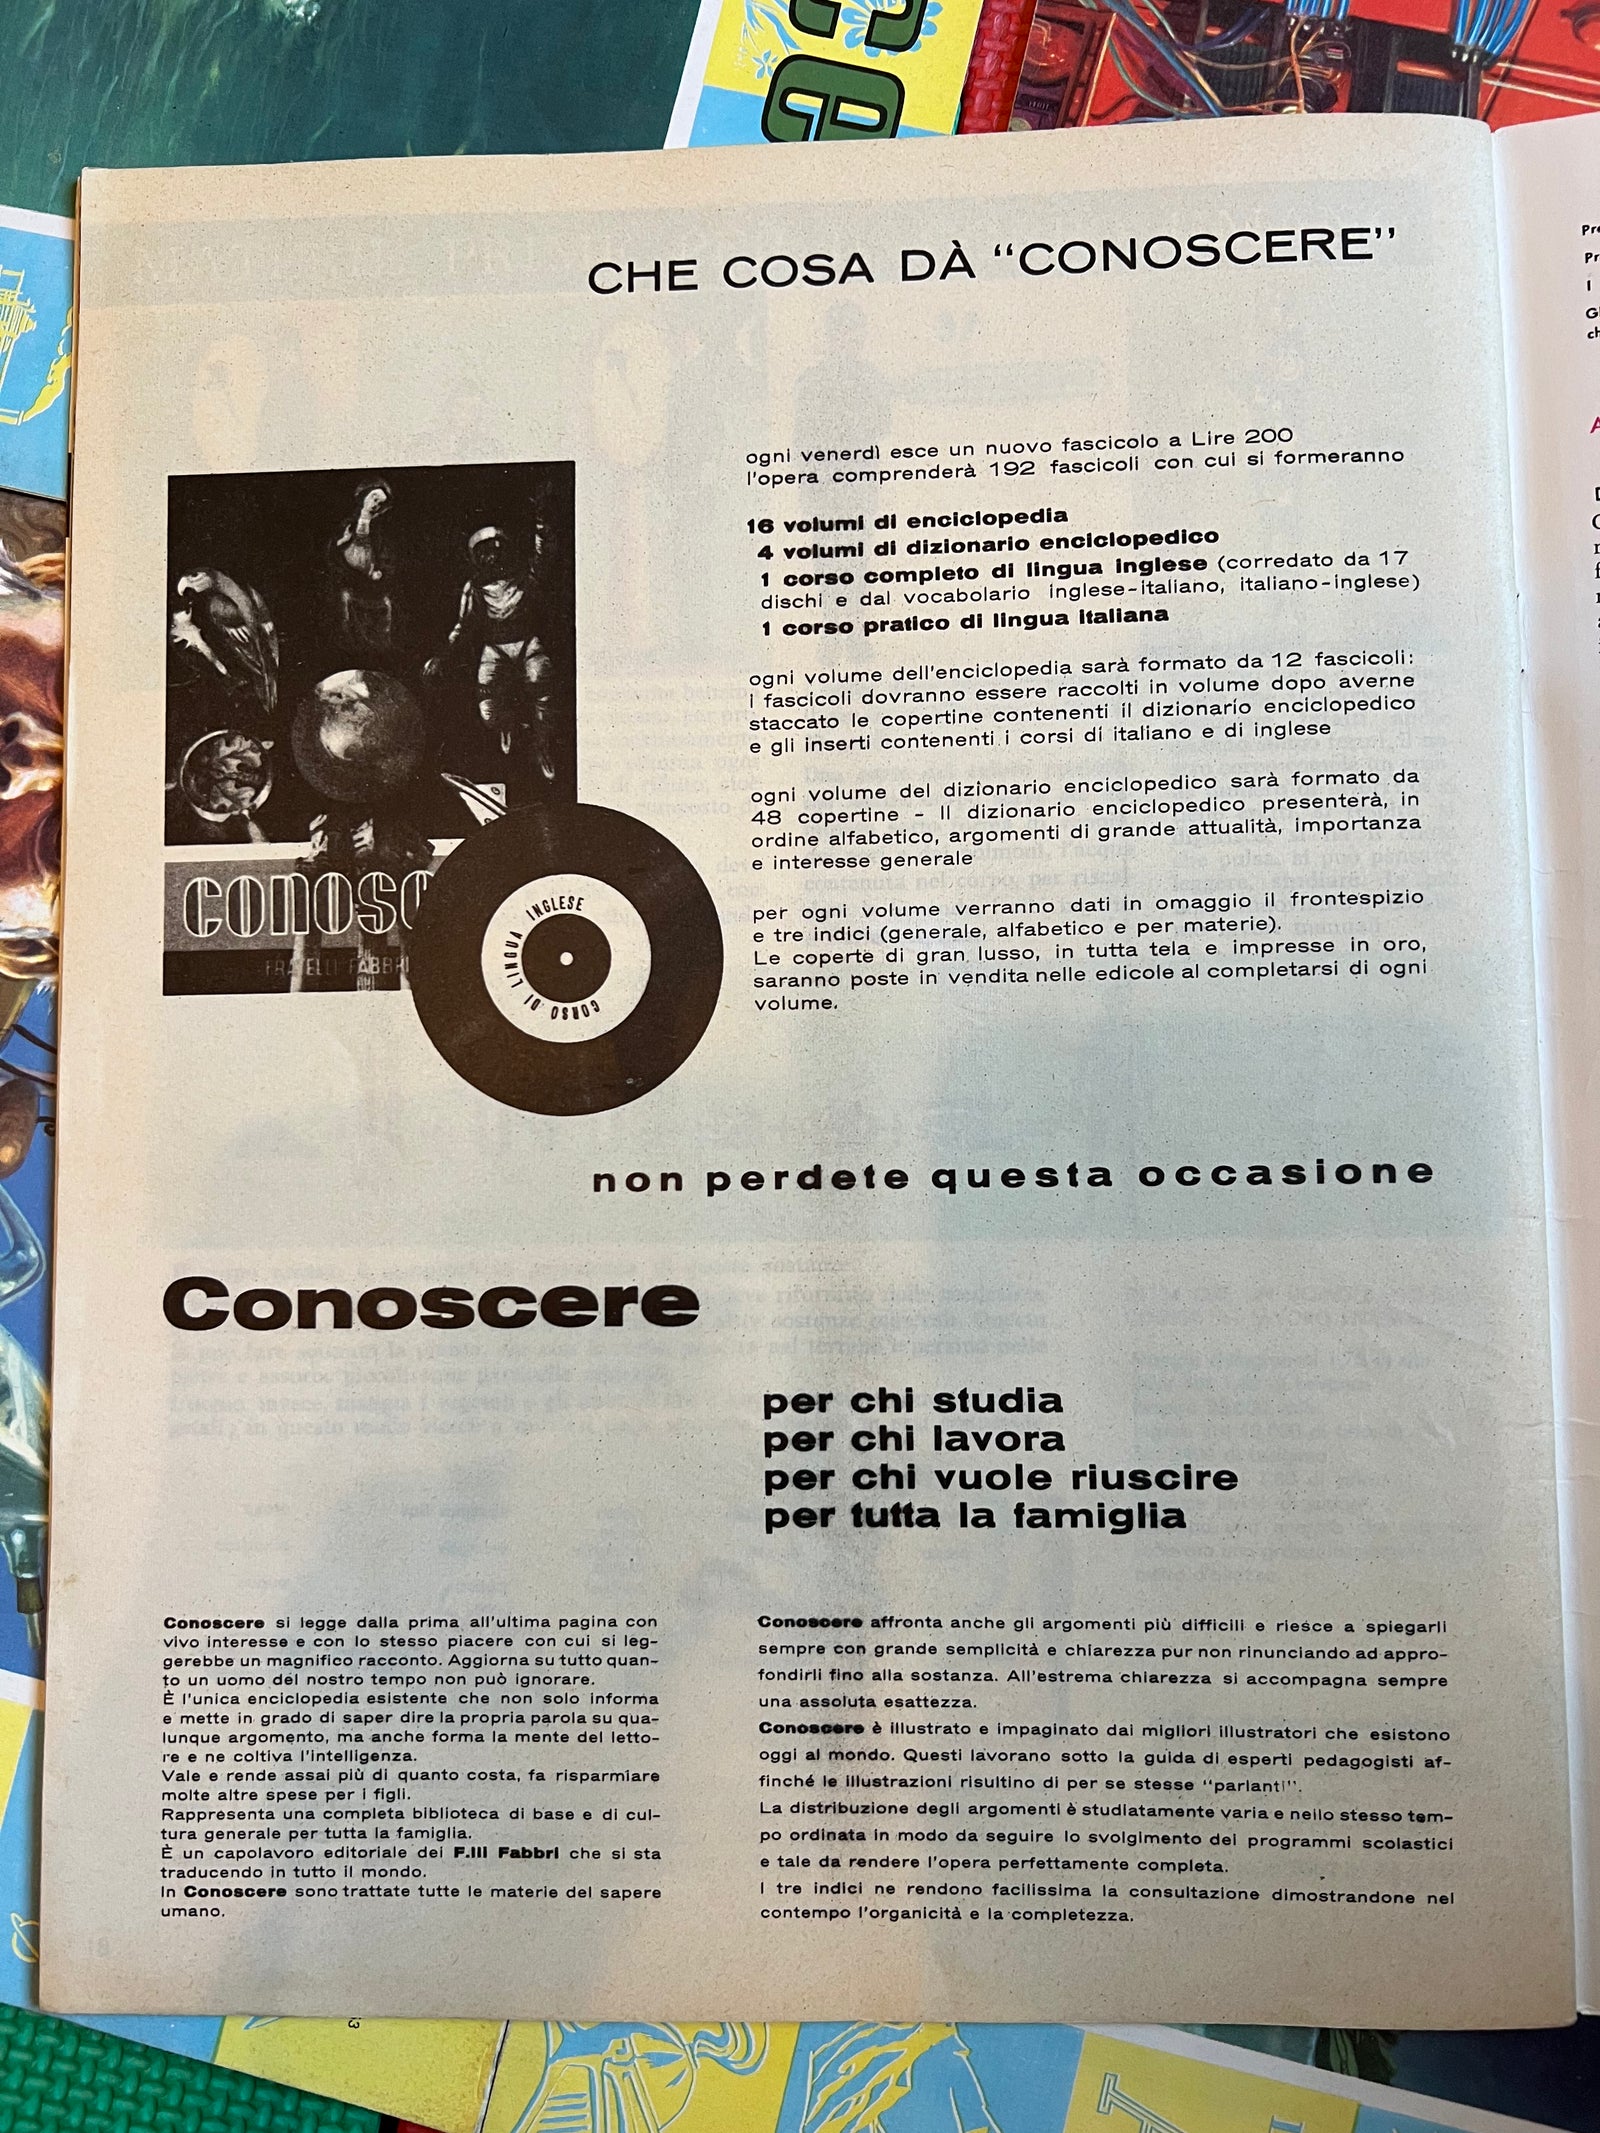 CHE COSA DÀ “CONOSCERE”
ogni venerdì esce un nuovo fascicolo a Lire 200
l'opera comprenderà 192 fascicoli con cui si formeranno
16 volumi di enciclopedia
4 volumi di dizionario enciclopedico
1 corso completo di lingua inglese (corredato da 17
dischi e dal vocabolario inglese-italiano, italiano-inglese)
1 corso pratico di lingua italiana
ogni volume dell'enciclopedia sarà formato da 12 fascicoli:
i fascicoli dovranno essere raccolti in volume dopo averne
staccato le copertine contenenti il dizionario enciclopedico
e gli inserti contenenti i corsi di italiano e di inglese
ogni volume del dizionario enciclopedico sarà formato da
48 copertine - Il dizionario enciclopedico presenterà, in
ordine alfabetico, argomenti di grande attualità, importanza
e interesse generale
per ogni volume verranno dati in omaggio il frontespizio
e tre indici (generale, alfabetico e per materie).
Le coperte di gran lusso, in tutta tela e impresse in oro,
saranno poste in vendita nelle edicole al completarsi di ogni
volume.
CONOSC
FRATELLI FABBRI
CORSO DI LINGUA INGLESE
non perdete questa occasione
Conoscere
per chi studia
per chi lavora
per chi vuole riuscire
per tutta la famiglia
Conoscere si legge dalla prima all'ultima pagina con
vivo interesse e con lo stesso piacere con cui si leg-
gerebbe un magnifico racconto. Aggiorna su tutto quan-
to un uomo del nostro tempo non può ignorare.
È l'unica enciclopedia esistente che non solo informa
e mette in grado di saper dire la propria parola su qua-
lunque argomento, ma anche forma la mente del letto-
re e ne coltiva l'intelligenza.
Vale e rende assai più di quanto costa, fa risparmiare
molte altre spese per i figli.
Rappresenta una completa biblioteca di base e di cul-
tura generale per tutta la famiglia.
È un capolavoro editoriale dei F.lli Fabbri che si sta
traducendo in tutto il mondo.
In Conoscere sono trattate tutte le materie del sapere
umano.
Conoscere affronta anche gli argomenti più difficili e riesce a spiegarli
sempre con grande semplicità e chiarezza pur non rinunciando ad appro-
fondirli fino alla sostanza. All'estrema chiarezza si accompagna sempre
una assoluta esattezza.
Conoscere è illustrato e impaginato dai migliori illustratori che esistono
oggi al mondo. Questi lavorano sotto la guida di esperti pedagogisti af-
finché le illustrazioni risultino di per se stesse “parlanti”.
La distribuzione degli argomenti è studiatamente varia e nello stesso tem-
po ordinata in modo da seguire lo svolgimento dei programmi scolastici
e tale da rendere l'opera perfettamente completa.
I tre indici ne rendono facilissima la consultazione dimostrandone nel
contempo l'organicità e la completezza.